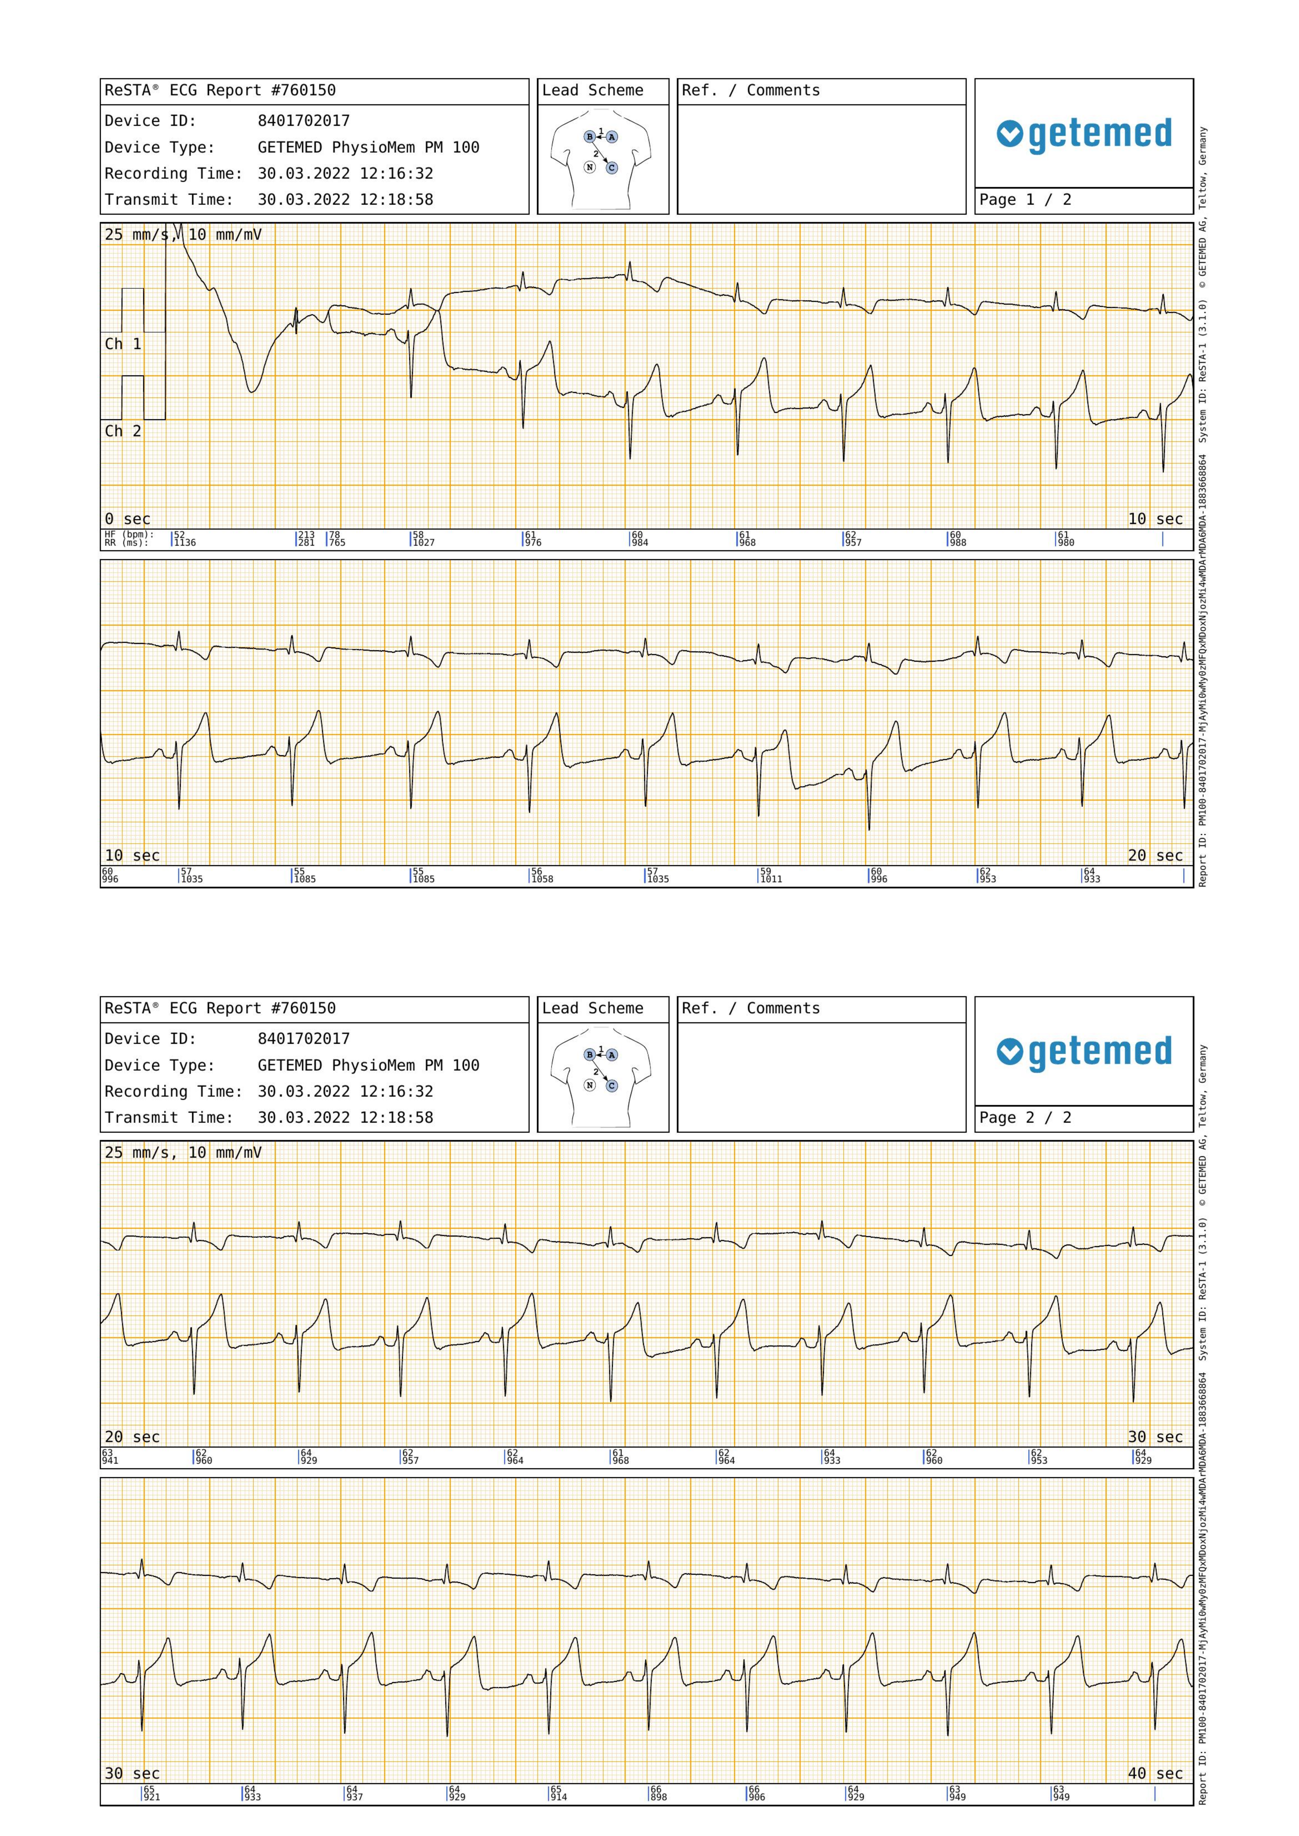 ReSTA® ECG Report #760150
Device ID: 8401702017
Device Type: GETEMED PhysioMem PM 100
Recording Time: 30.03.2022 12:16:32
Transmit Time: 30.03.2022 12:18:58
Lead Scheme
B 1 A
2
N C
Ref. / Comments
getemed
Page 1 / 2
25 mm/s, 10 mm/mV
Ch 1
Ch 2
0 sec 10 sec
HF (bpm): 52 213 78 58 61 60 61 62 60 61
RR (ms): 1136 281 765 1027 976 984 968 957 988 980
10 sec 20 sec
60 57 55 55 56 57 59 60 62 64
996 1035 1085 1085 1058 1035 1011 996 953 933
System ID: ReSTA-1 (3.1.0) © GETEMED AG, Teltow, Germany
ReSTA® ECG Report #760150
Device ID: 8401702017
Device Type: GETEMED PhysioMem PM 100
Recording Time: 30.03.2022 12:16:32
Transmit Time: 30.03.2022 12:18:58
Lead Scheme
B 1 A
2
N C
Ref. / Comments
getemed
Page 2 / 2
25 mm/s, 10 mm/mV
20 sec 30 sec
63 62 64 62 62 61 62 64 62 62 64
941 960 929 957 964 968 964 933 960 953 929
30 sec 40 sec
65 64 64 64 65 66 66 64 63 63
921 933 937 929 914 898 906 929 949 949
System ID: ReSTA-1 (3.1.0) © GETEMED AG, Teltow, Germany